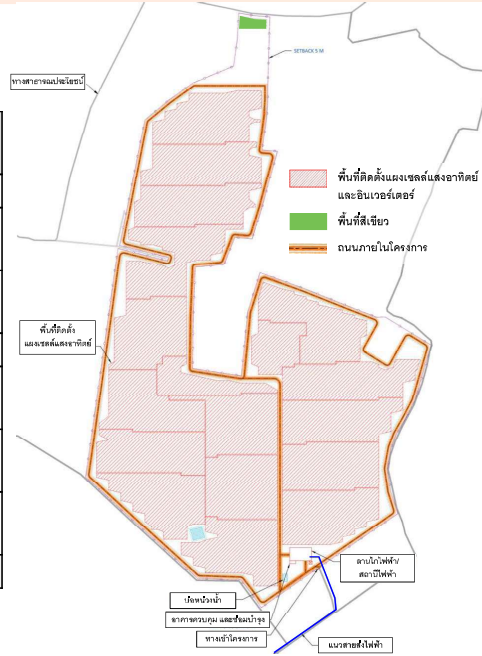 SETBACK 5 M
ทางสาธารณประโยชน์
พื้นที่ติดตั้งแผงเซลล์แสงอาทิตย์
และอินเวอร์เตอร์
พื้นที่สีเขียว
ถนนภายในโครงการ
พื้นที่ติดตั้ง
แผงเซลล์แสงอาทิตย์
ลานไกไฟฟ้า/
สถานีไฟฟ้า
บ่อหน่วงน้ำ
อาคารควบคุม และซ่อมบำรุง
ทางเข้าโครงการ
แนวสายส่งไฟฟ้า